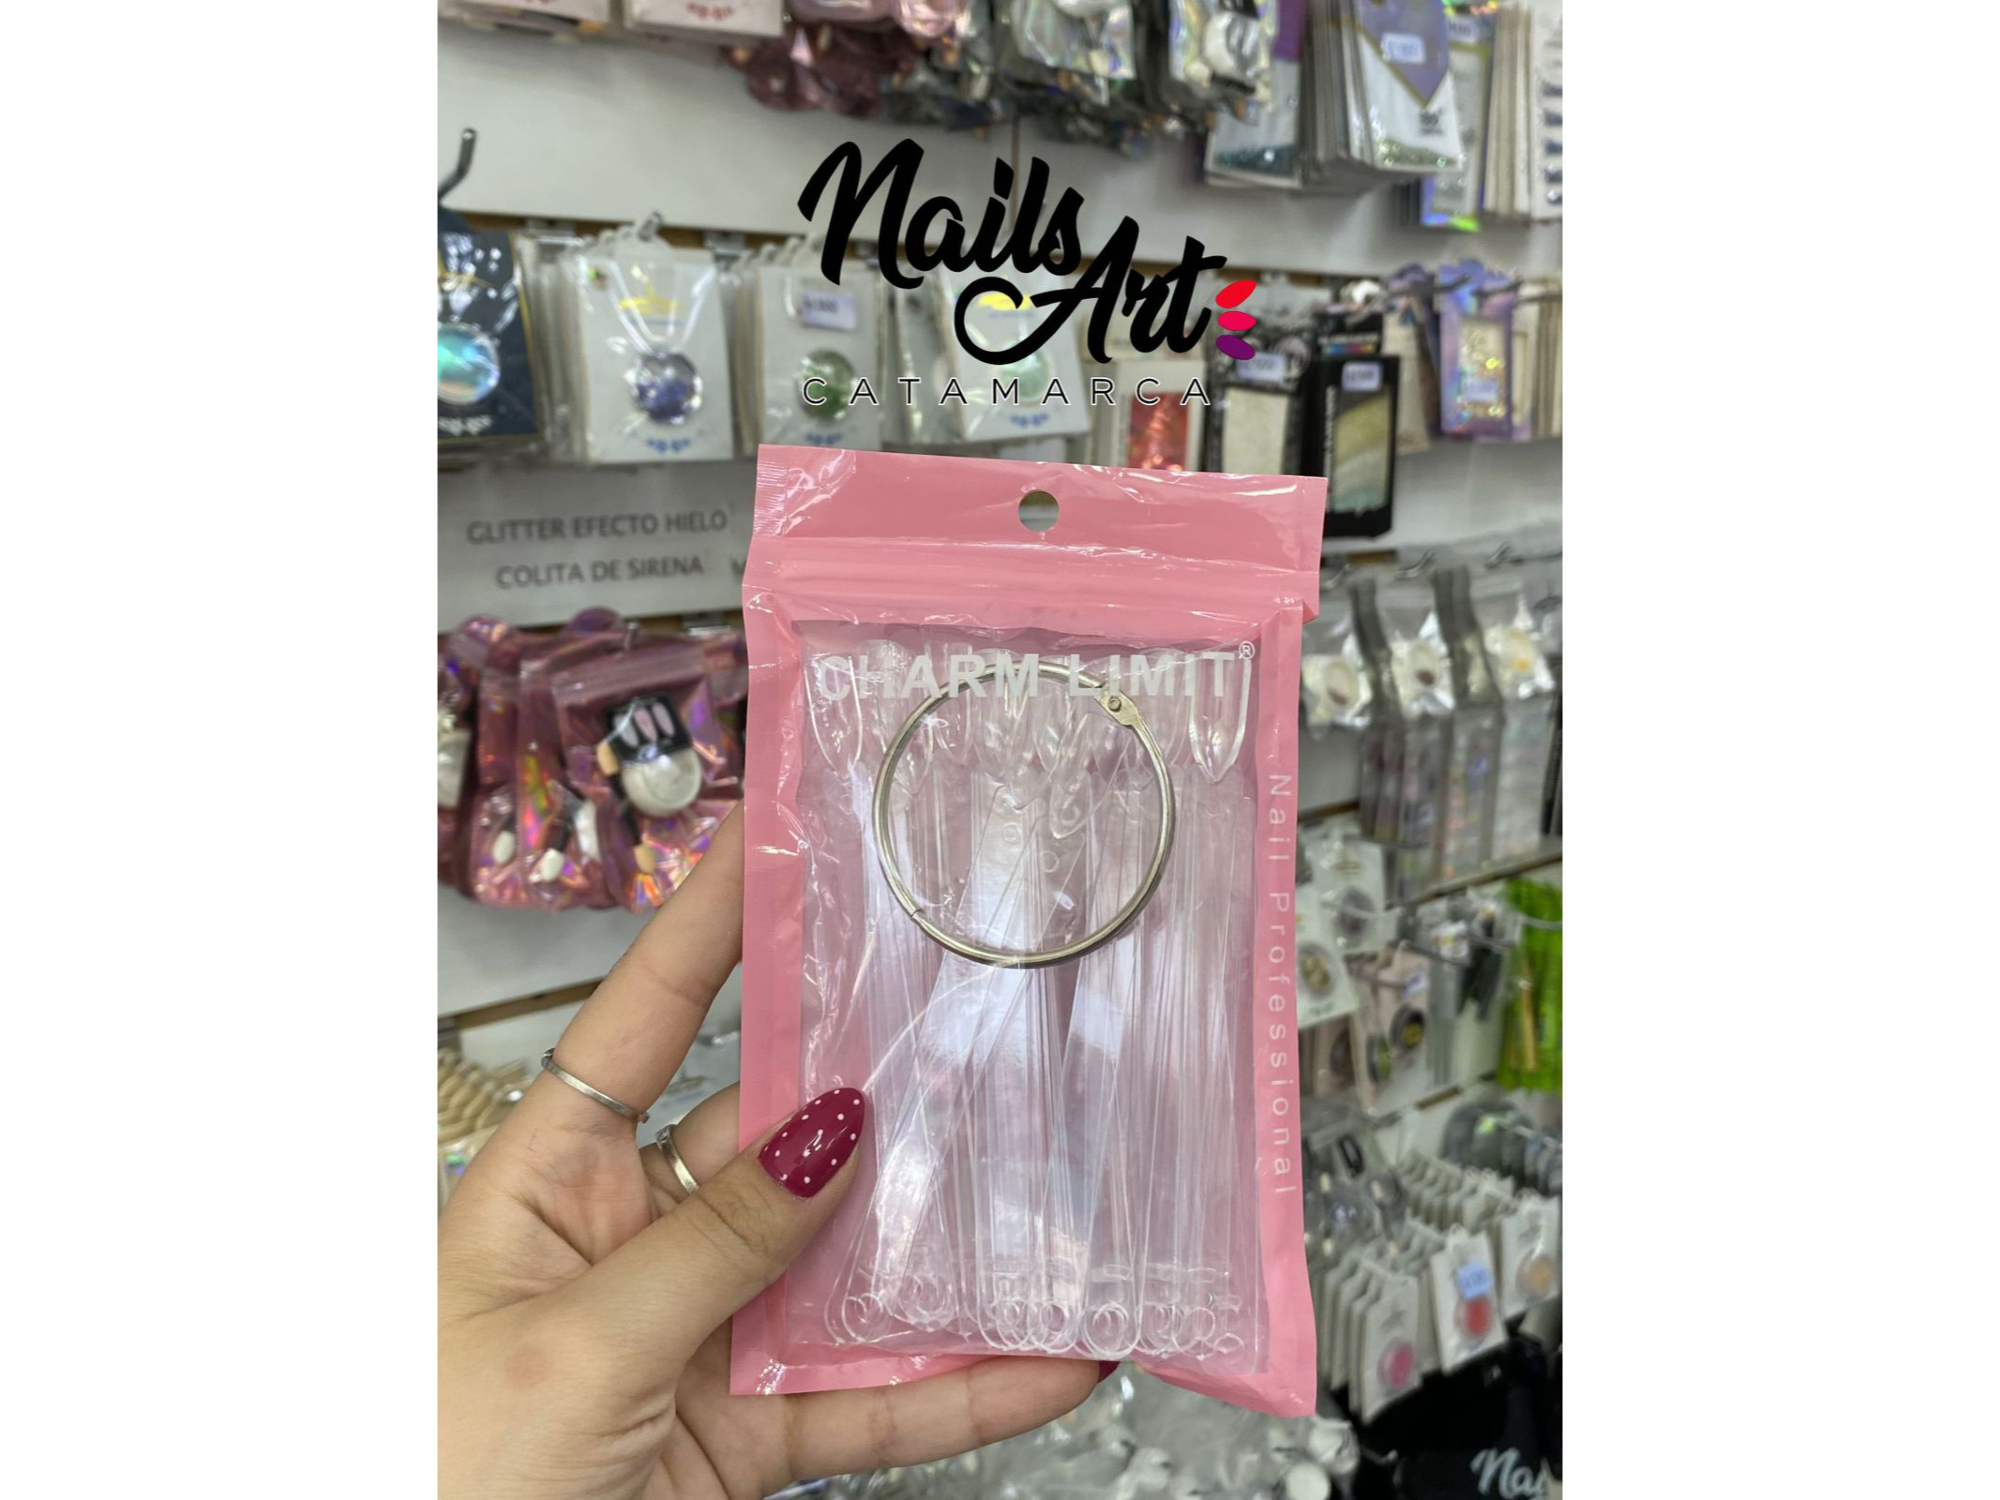 Nails
Art
CATAMARCA
GLITTER EFECTO HIELO
COLITA DE SIRENA
CHARM LIMIT®
Nail Professional